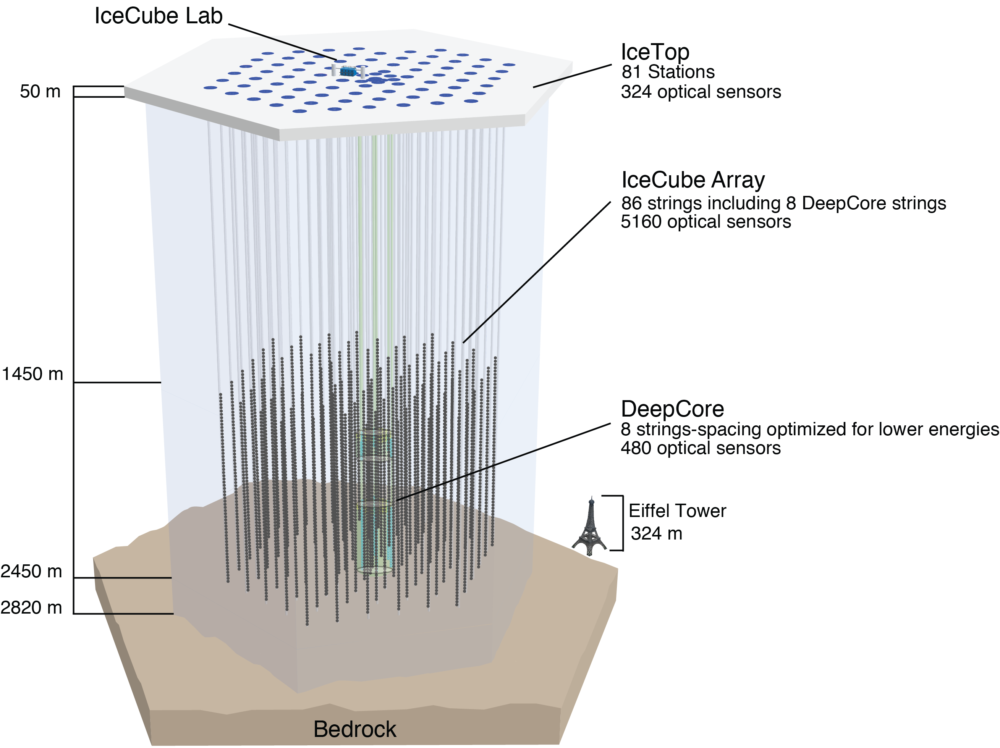 IceCube Lab
50 m
1450 m
2450 m
2820 m
IceTop
81 Stations
324 optical sensors
IceCube Array
86 strings including 8 DeepCore strings
5160 optical sensors
DeepCore
8 strings-spacing optimized for lower energies
480 optical sensors
Eiffel Tower
324 m
Bedrock